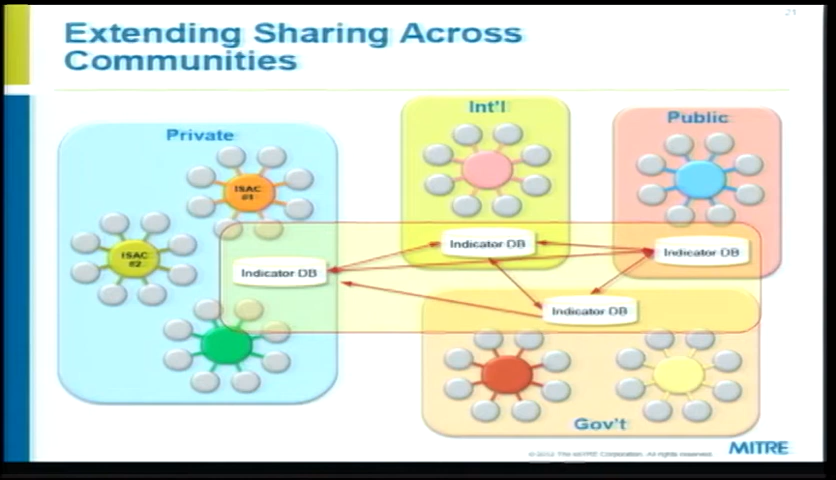 21
Extending Sharing Across
Communities
Private
Int'l
Public
ISAC
#1
ISAC
#2
Indicator DB
Indicator DB
Indicator DB
Indicator DB
Gov't
© 2012 The MITRE Corporation. All rights reserved.
MITRE